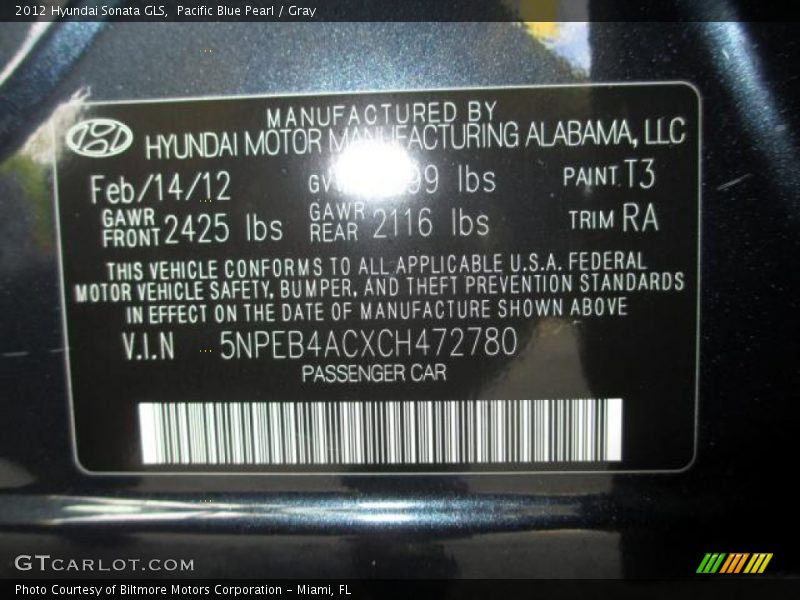 2012 Hyundai Sonata GLS, Pacific Blue Pearl / Gray
MANUFACTURED BY
HYUNDAI MOTOR MANUFACTURING ALABAMA, LLC
Feb/14/12 lbs PAINT T3
GAWR FRONT 2425 lbs GAWR REAR 2116 lbs TRIM RA
THIS VEHICLE CONFORMS TO ALL APPLICABLE U.S.A. FEDERAL
MOTOR VEHICLE SAFETY, BUMPER, AND THEFT PREVENTION STANDARDS
IN EFFECT ON THE DATE OF MANUFACTURE SHOWN ABOVE
V.I.N 5NPEB4ACXCH472780
PASSENGER CAR
GTCARLOT.COM
Photo Courtesy of Biltmore Motors Corporation - Miami, FL